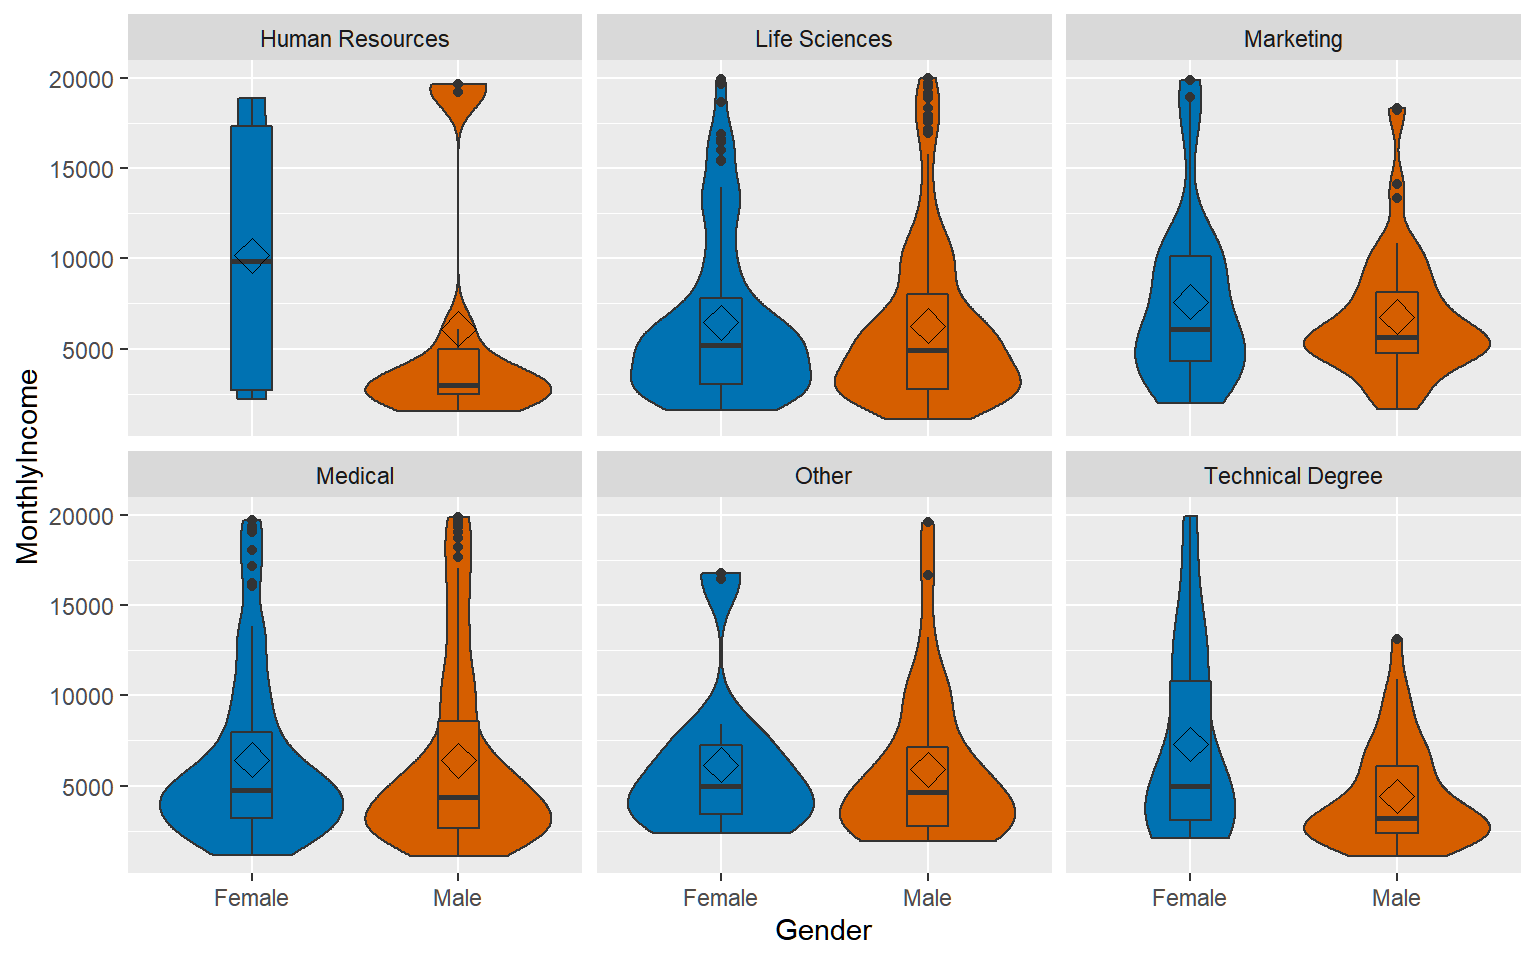 Human Resources
Life Sciences
Marketing
20000
15000
10000
5000
MonthlyIncome
Medical
Other
Technical Degree
20000
15000
10000
5000
Female
Male
Female
Male
Female
Male
Gender